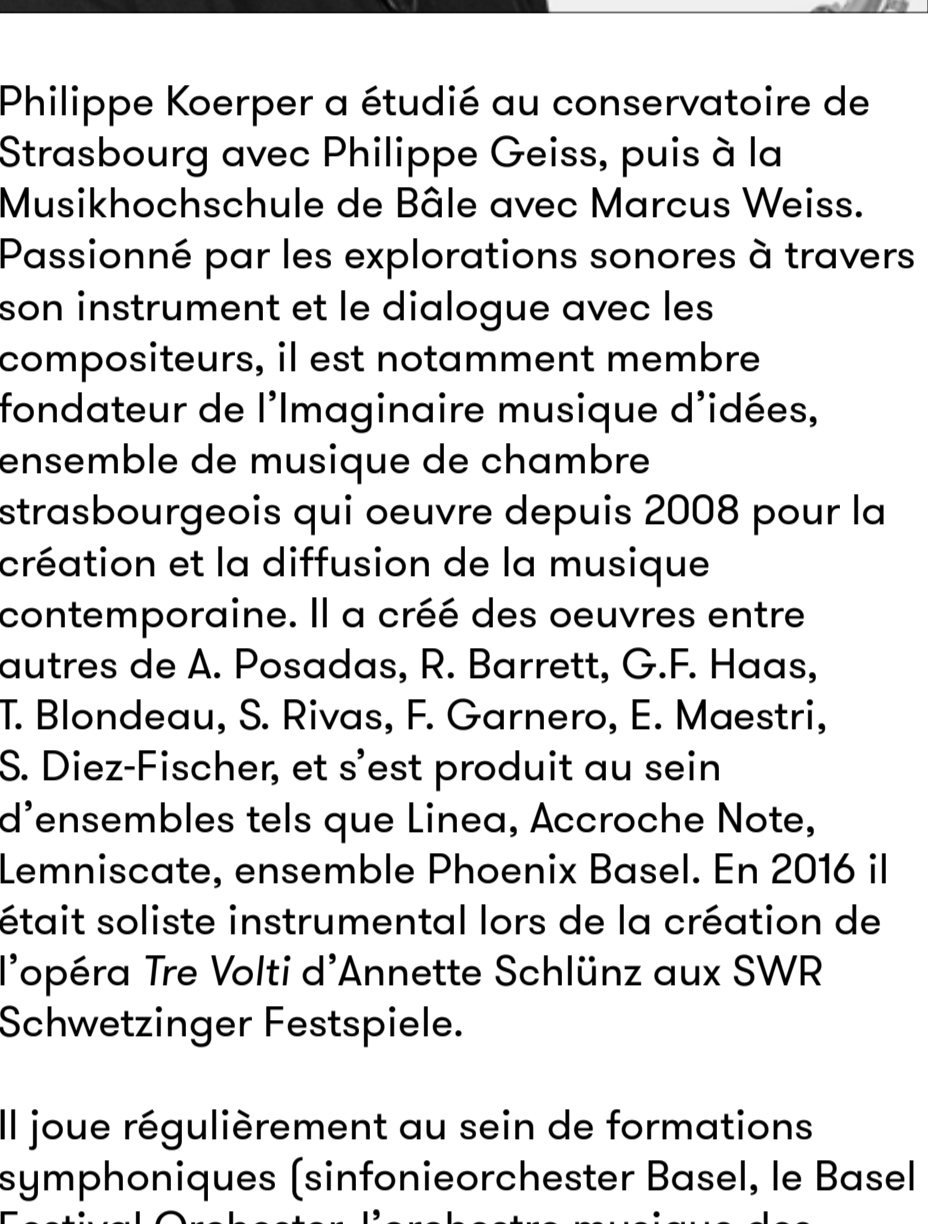 Philippe Koerper a étudié au conservatoire de
Strasbourg avec Philippe Geiss, puis à la
Musikhochschule de Bâle avec Marcus Weiss.
Passionné par les explorations sonores à travers
son instrument et le dialogue avec les
compositeurs, il est notamment membre
fondateur de l’Imaginaire musique d’idées,
ensemble de musique de chambre
strasbourgeois qui oeuvre depuis 2008 pour la
création et la diffusion de la musique
contemporaine. Il a créé des oeuvres entre
autres de A. Posadas, R. Barrett, G.F. Haas,
T. Blondeau, S. Rivas, F. Garnero, E. Maestri,
S. Diez-Fischer, et s’est produit au sein
d’ensembles tels que Linea, Accroche Note,
Lemniscate, ensemble Phoenix Basel. En 2016 il
était soliste instrumental lors de la création de
l’opéra Tre Volti d’Annette Schlünz aux SWR
Schwetzinger Festspiele.
Il joue régulièrement au sein de formations
symphoniques (sinfonieorchester Basel, le Basel
Festival Orchester, l’orchestre musique des